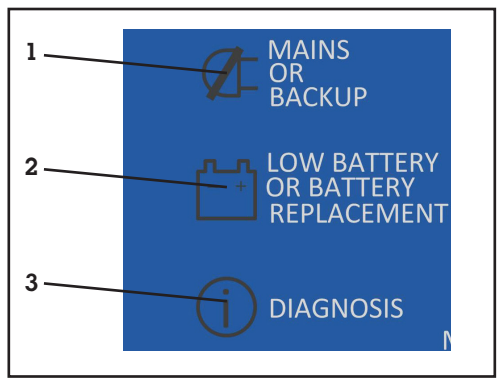 1
MAINS
OR
BACKUP
2
LOW BATTERY
OR BATTERY
REPLACEMENT
3
DIAGNOSIS